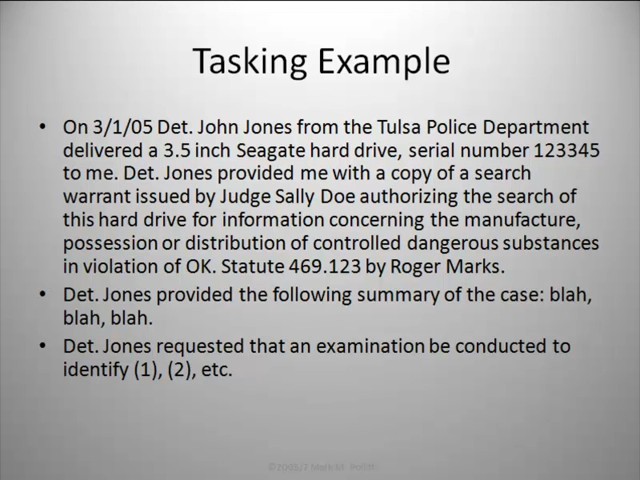 Tasking Example
• On 3/1/05 Det. John Jones from the Tulsa Police Department
delivered a 3.5 inch Seagate hard drive, serial number 123345
to me. Det. Jones provided me with a copy of a search
warrant issued by Judge Sally Doe authorizing the search of
this hard drive for information concerning the manufacture,
possession or distribution of controlled dangerous substances
in violation of OK. Statute 469.123 by Roger Marks.
• Det. Jones provided the following summary of the case: blah,
blah, blah.
• Det. Jones requested that an examination be conducted to
identify (1), (2), etc.
Mark M.